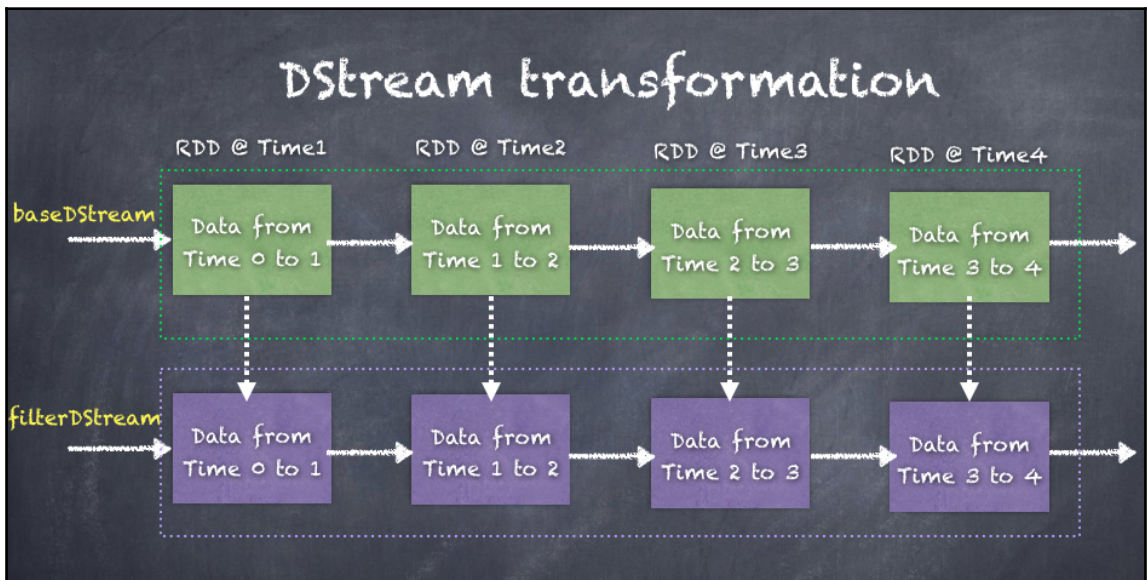 DStream transformation
RDD @ Time1
RDD @ Time2
RDD @ Time3
RDD @ Time4
baseDStream
Data from
Time 0 to 1
Data from
Time 1 to 2
Data from
Time 2 to 3
Data from
Time 3 to 4
filterDStream
Data from
Time 0 to 1
Data from
Time 1 to 2
Data from
Time 2 to 3
Data from
Time 3 to 4